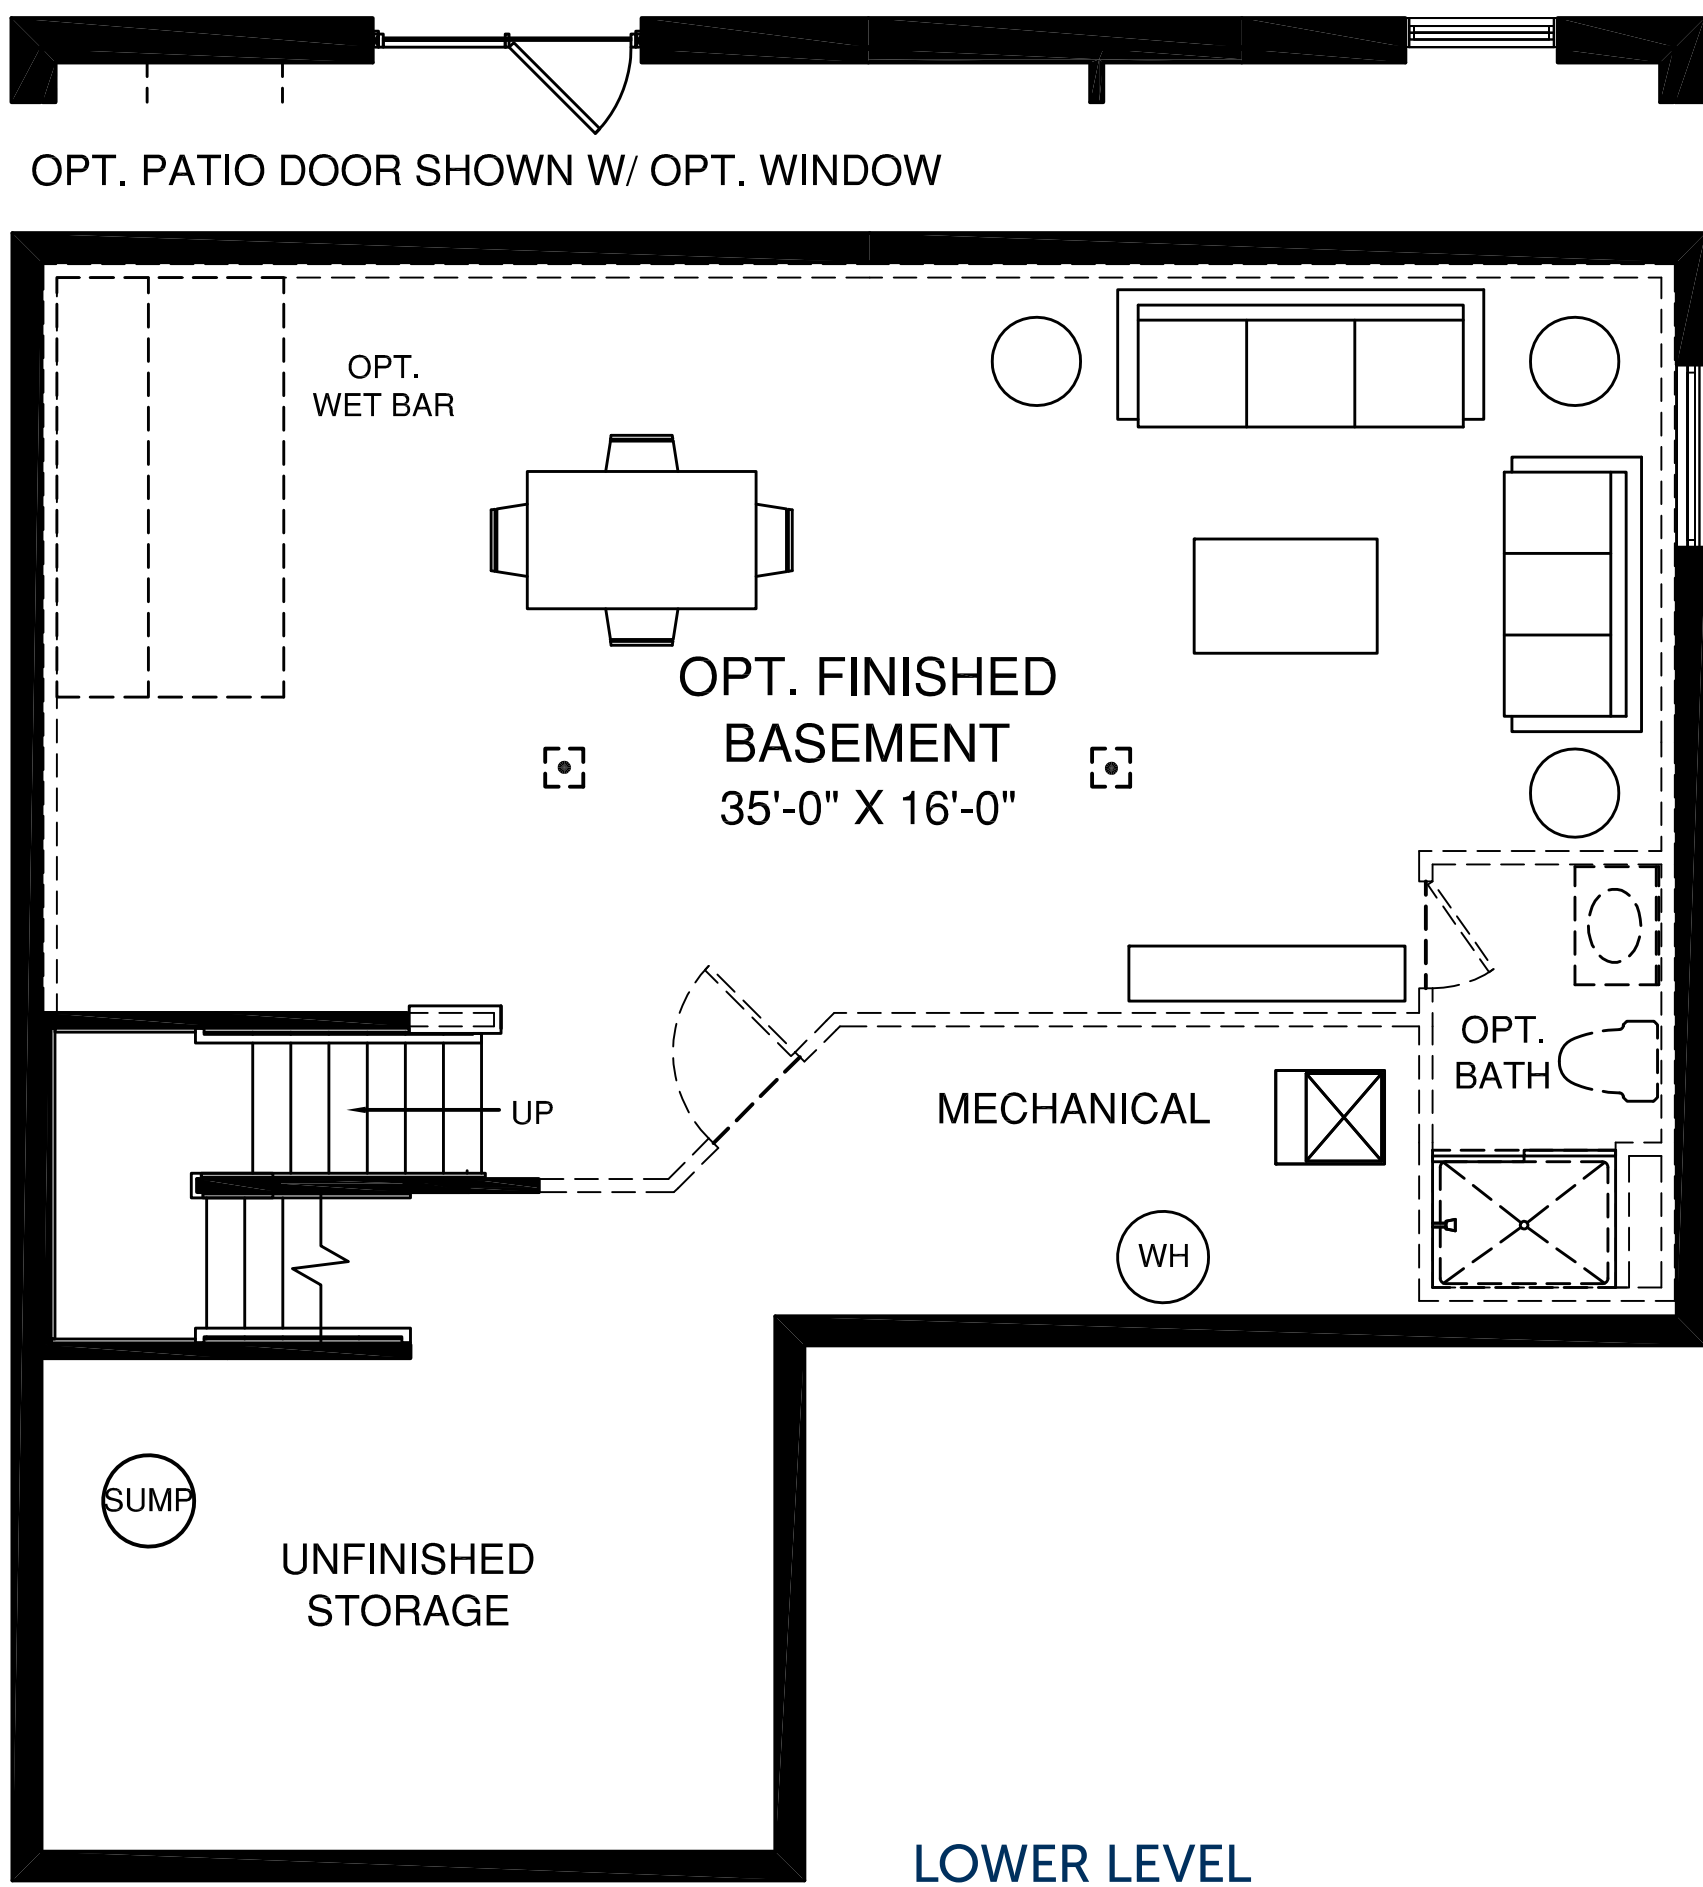 OPT. PATIO DOOR SHOWN W/ OPT. WINDOW
OPT.
WET BAR
OPT. FINISHED
BASEMENT
35'-0" X 16'-0"
OPT.
BATH
UP
MECHANICAL
WH
SUMP
UNFINISHED
STORAGE
LOWER LEVEL